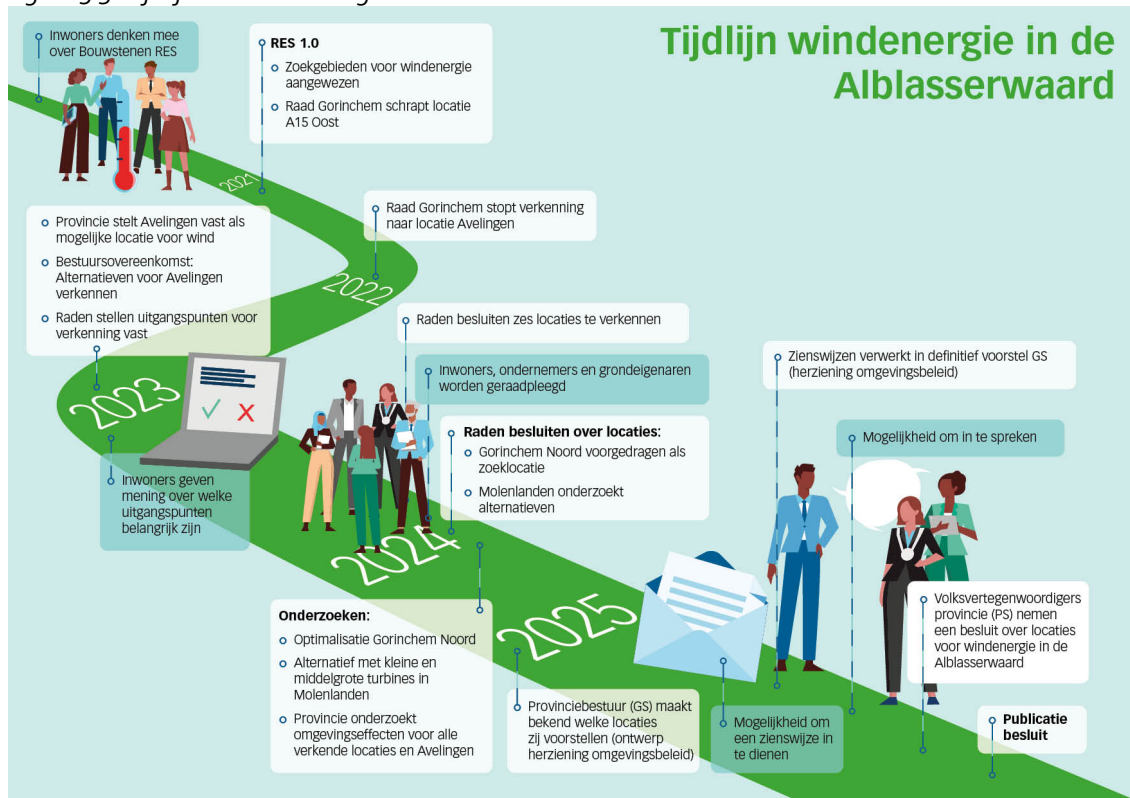 Tijdlijn windenergie in de
Alblasserwaard
Inwoners denken mee
over Bouwstenen RES
RES 1.0
Zoekgebieden voor windenergie
aangewezen
Raad Gorinchem schrapt locatie
A15 Oost
2021
Raad Gorinchem stopt verkenning
naar locatie Avelingen
2022
Provincie stelt Avelingen vast als
mogelijke locatie voor wind
Bestuursovereenkomst:
Alternatieven voor Avelingen
verkennen
Raden stellen uitgangspunten voor
verkenning vast
2023
Inwoners geven
mening over welke
uitgangspunten
belangrijk zijn
Raden besluiten zes locaties te verkennen
Inwoners, ondernemers en grondeigenaren
worden geraadpleegd
Raden besluiten over locaties:
Gorinchem Noord voorgedragen als
zoeklocatie
Molenlanden onderzoekt
alternatieven
2024
Onderzoeken:
Optimalisatie Gorinchem Noord
Alternatief met kleine en
middelgrote turbines in
Molenlanden
Provincie onderzoekt
omgevingseffecten voor alle
verkende locaties en Avelingen
2025
Provinciebestuur (GS) maakt
bekend welke locaties
zij voorstellen (ontwerp
herziening omgevingsbeleid)
Mogelijkheid om
een zienswijze in
te dienen
Zienswijzen verwerkt in definitief voorstel GS
(herziening omgevingsbeleid)
Mogelijkheid om in te spreken
Volksvertegenwoordigers
provincie (PS) nemen
een besluit over locaties
voor windenergie in de
Alblasserwaard
Publicatie
besluit